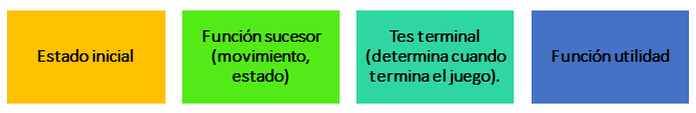 Estado inicial
Función sucesor
(movimiento,
estado)
Tes terminal
(determina cuando
termina el juego).
Función utilidad